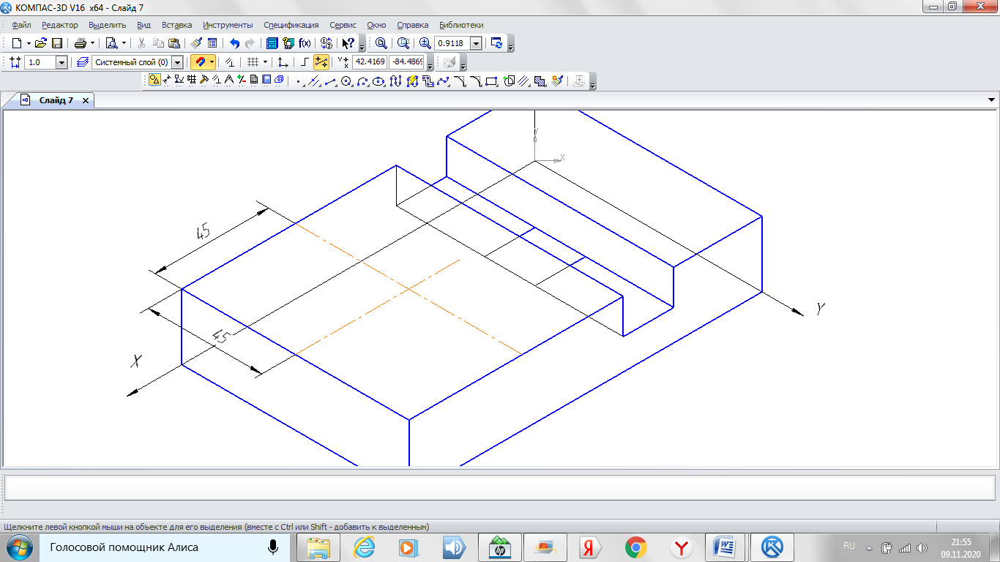 КОМПАС-3D V16 x64 - Слайд 7
Файл Редактор Выделить Вид Вставка Инструменты Спецификация Сервис Окно Справка Библиотеки
f(x) 0.9118
1.0 Системный слой (0) Y X 42.4169 -84.486
Слайд 7
Y
X
45
45
X
Y
Щелкните левой кнопкой мыши на объекте для его выделения (вместе с Ctrl или Shift - добавить к выделенным)
Голосовой помощник Алиса
RU
21:55
09.11.2020